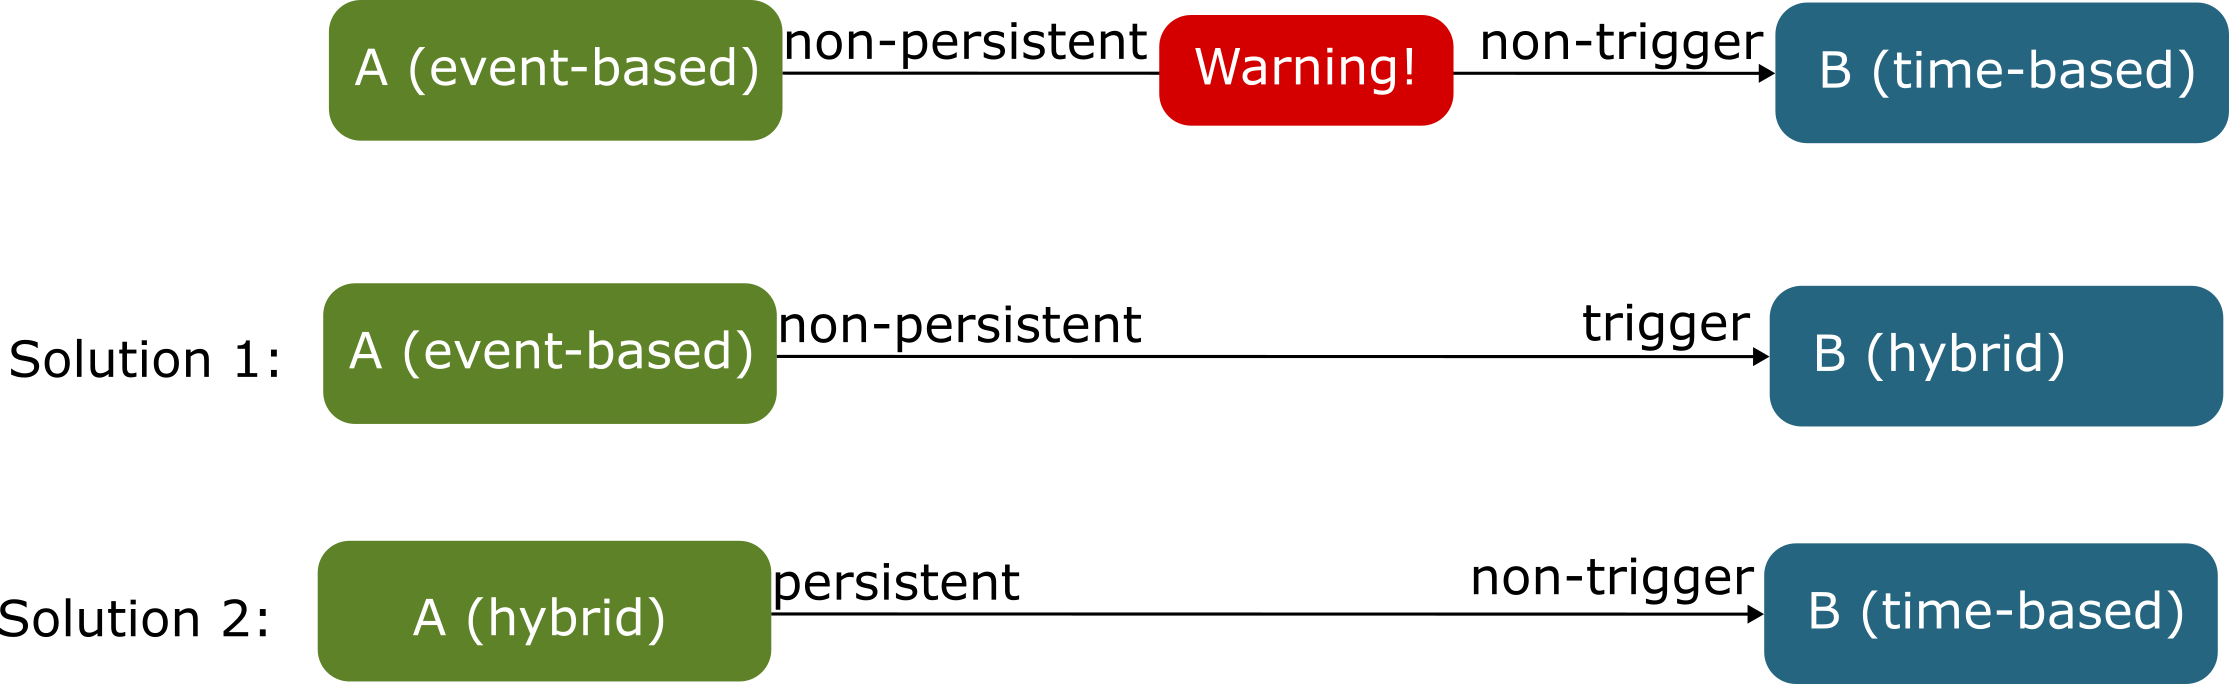 A (event-based) non-persistent Warning! non-trigger B (time-based)
Solution 1: A (event-based) non-persistent trigger B (hybrid)
Solution 2: A (hybrid) persistent non-trigger B (time-based)